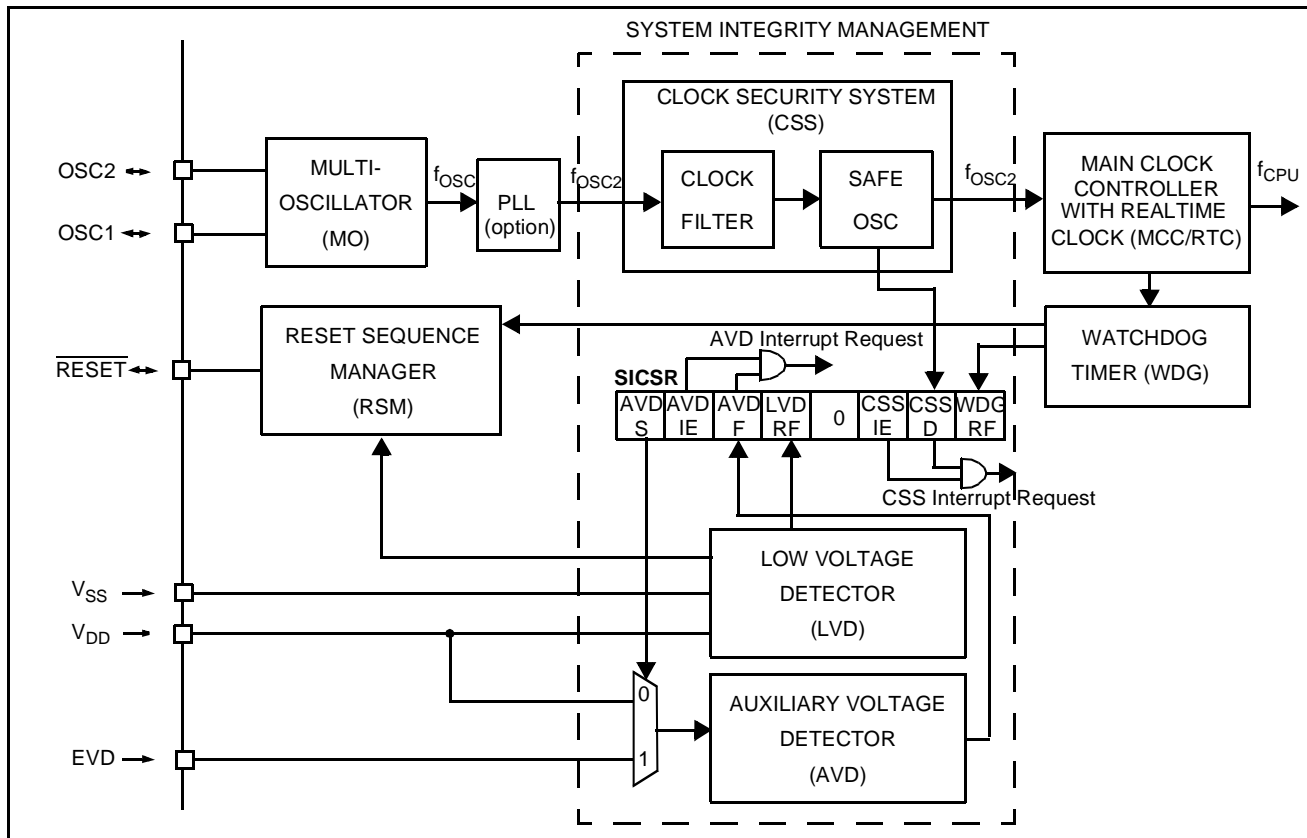 SYSTEM INTEGRITY MANAGEMENT
CLOCK SECURITY SYSTEM
(CSS)
OSC2
OSC1
MULTI-
OSCILLATOR
(MO)
fOSC
PLL
(option)
fOSC2
CLOCK
FILTER
SAFE
OSC
fOSC2
MAIN CLOCK
CONTROLLER
WITH REALTIME
CLOCK (MCC/RTC)
fCPU
RESET
RESET SEQUENCE
MANAGER
(RSM)
AVD Interrupt Request
WATCHDOG
TIMER (WDG)
SICSR
AVD S
AVD IE
AVD F
LVD RF
0
CSS IE
CSS D
WDG RF
CSS Interrupt Request
VSS
VDD
LOW VOLTAGE
DETECTOR
(LVD)
0
1
AUXILIARY VOLTAGE
DETECTOR
(AVD)
EVD